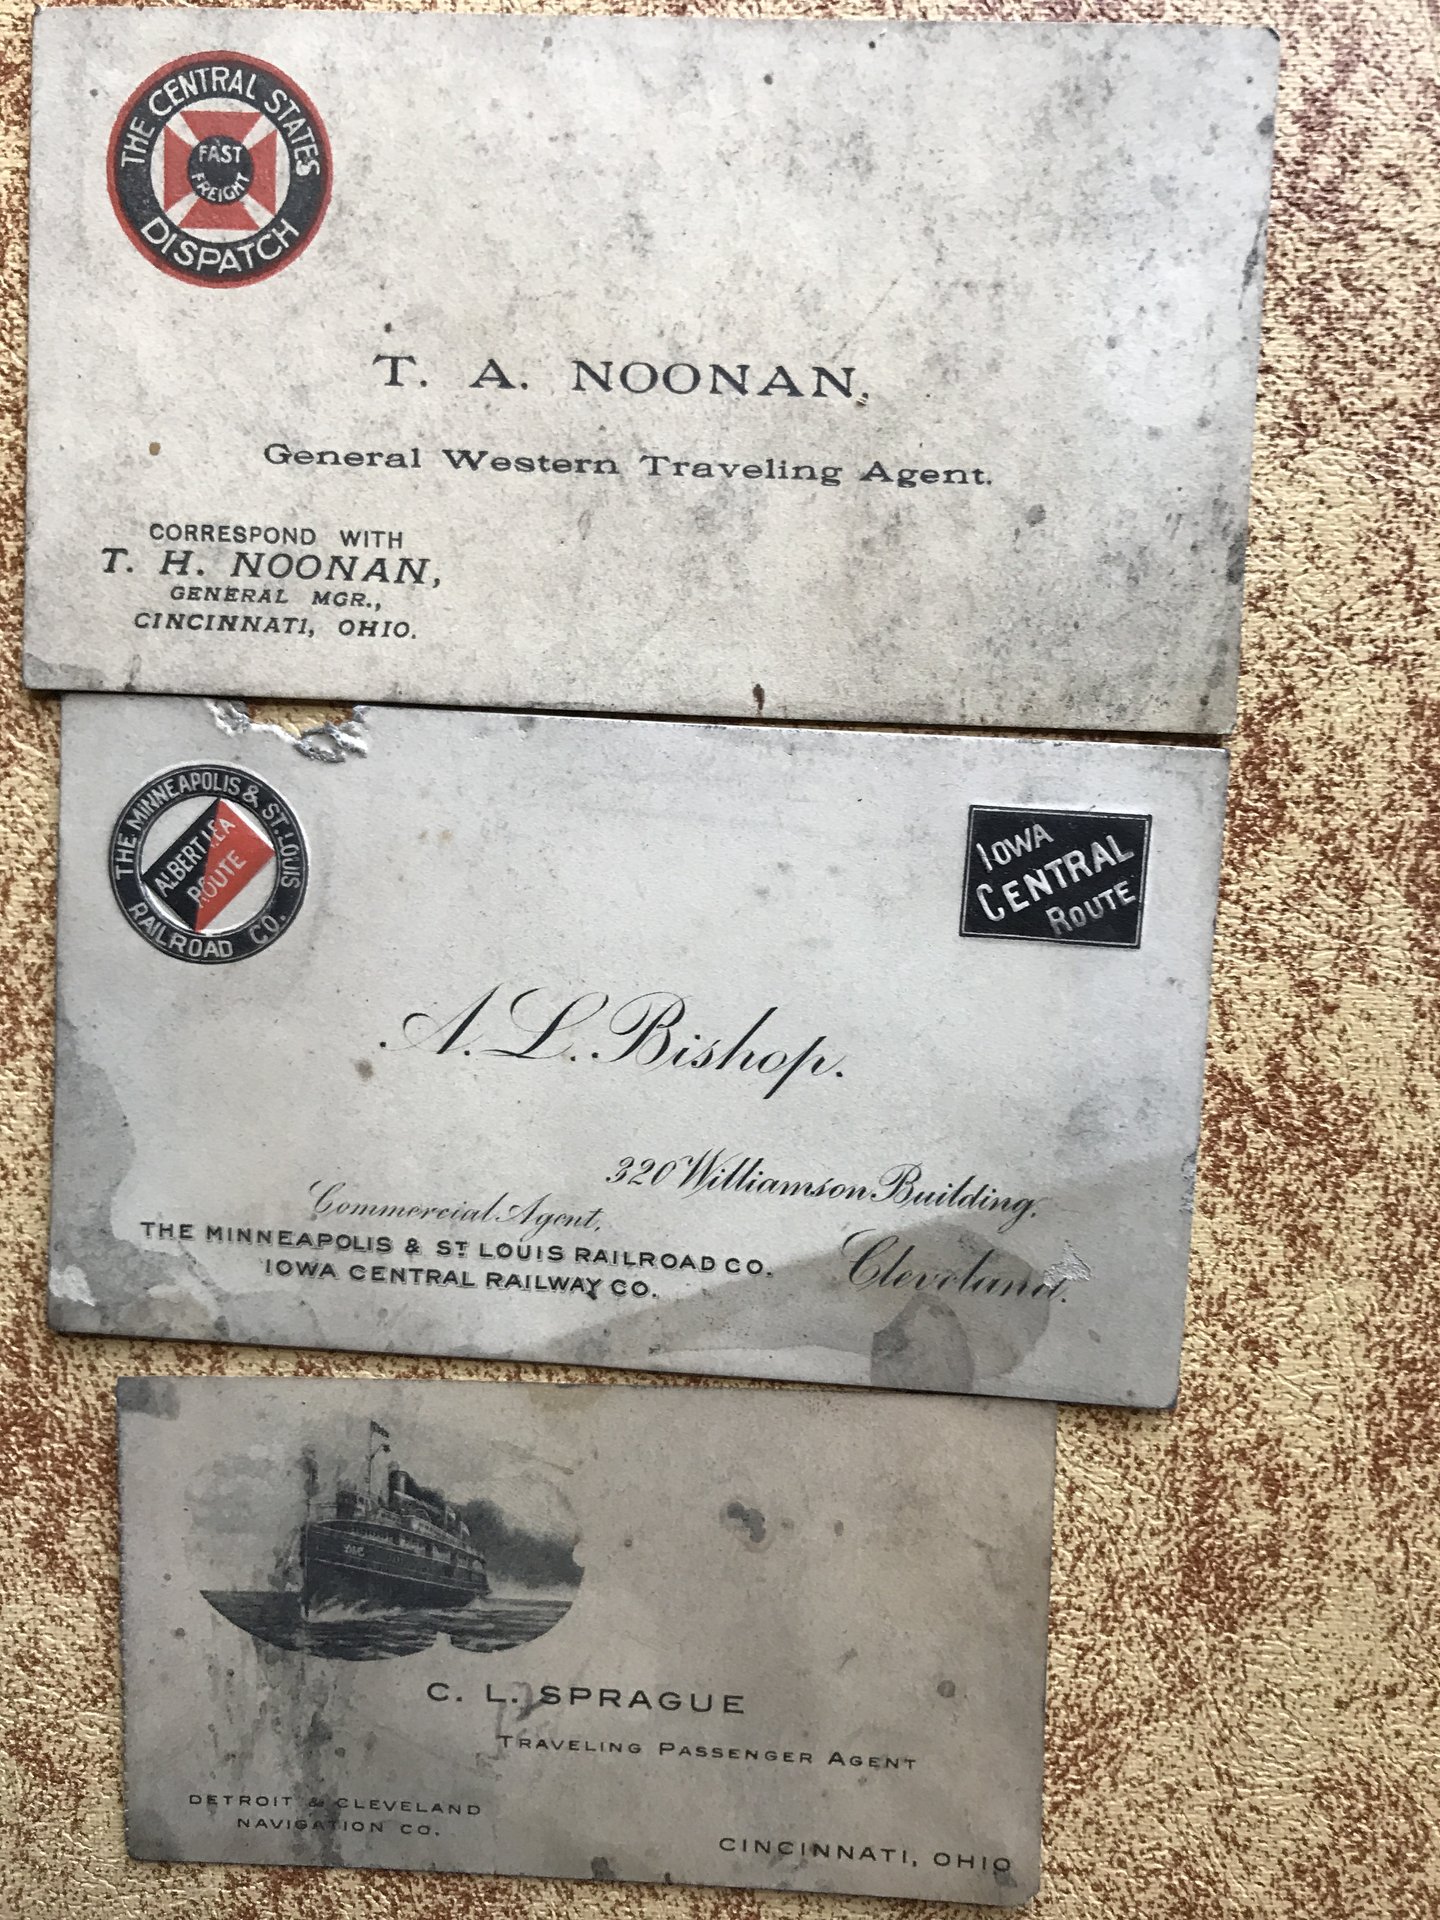 THE CENTRAL STATES
DISPATCH
FAST
FREIGHT
T. A. NOONAN,
General Western Traveling Agent.
CORRESPOND WITH
T. H. NOONAN,
GENERAL MGR.,
CINCINNATI, OHIO.
THE MINNEAPOLIS & ST. LOUIS
RAILROAD CO.
ALBERT LEA
ROUTE
IOWA
CENTRAL
ROUTE
A. L. Bishop.
320 Williamson Building,
Cleveland.
Commercial Agent,
THE MINNEAPOLIS & ST. LOUIS RAILROAD CO.
IOWA CENTRAL RAILWAY CO.
C. L. SPRAGUE
TRAVELING PASSENGER AGENT
DETROIT & CLEVELAND
NAVIGATION CO.
CINCINNATI, OHIO